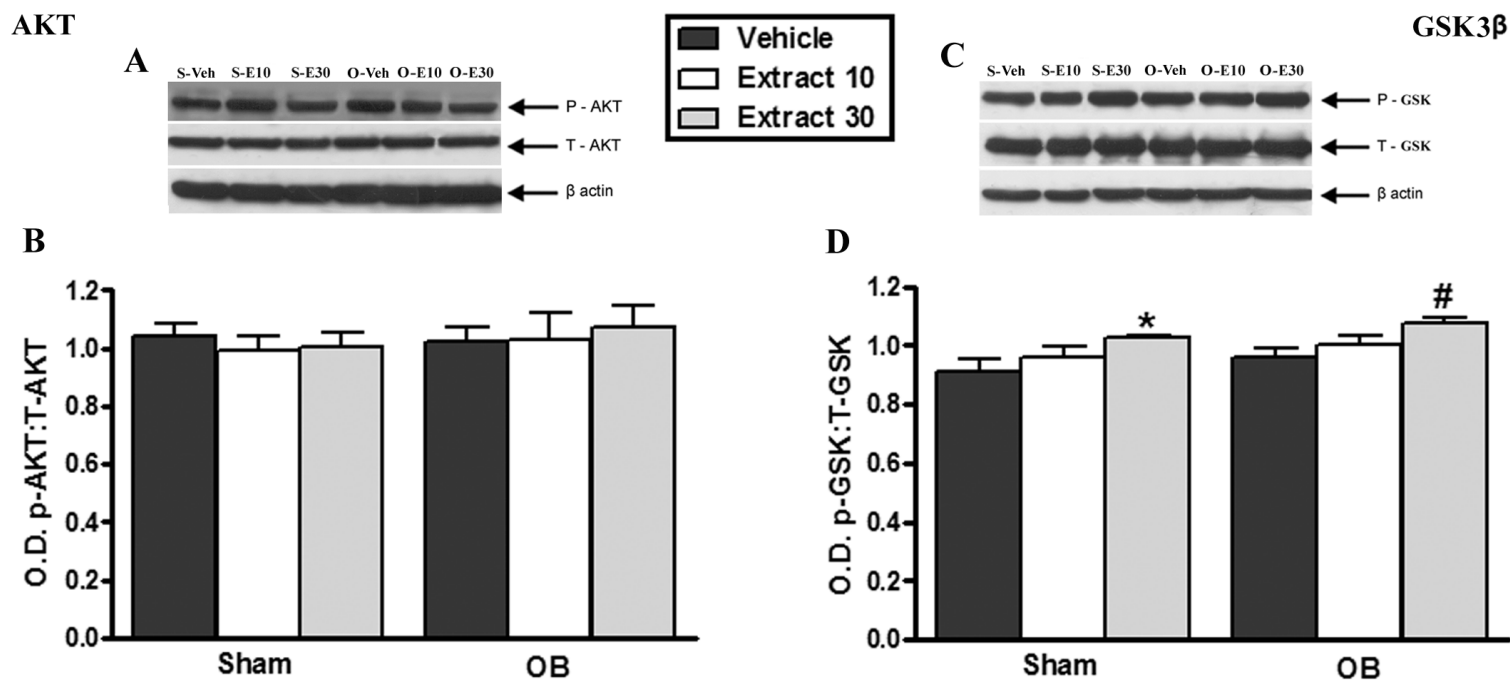 AKT
GSK3β
Vehicle
Extract 10
Extract 30
A
S-Veh S-E10 S-E30 O-Veh O-E10 O-E30
P - AKT
T - AKT
β actin
C
S-Veh S-E10 S-E30 O-Veh O-E10 O-E30
P - GSK
T - GSK
β actin
B
O.D. p-AKT:T-AKT
1.2
1.0
0.8
0.6
0.4
0.2
0.0
Sham OB
D
O.D. p-GSK:T-GSK
1.2
1.0
0.8
0.6
0.4
0.2
0.0
*
#
Sham OB